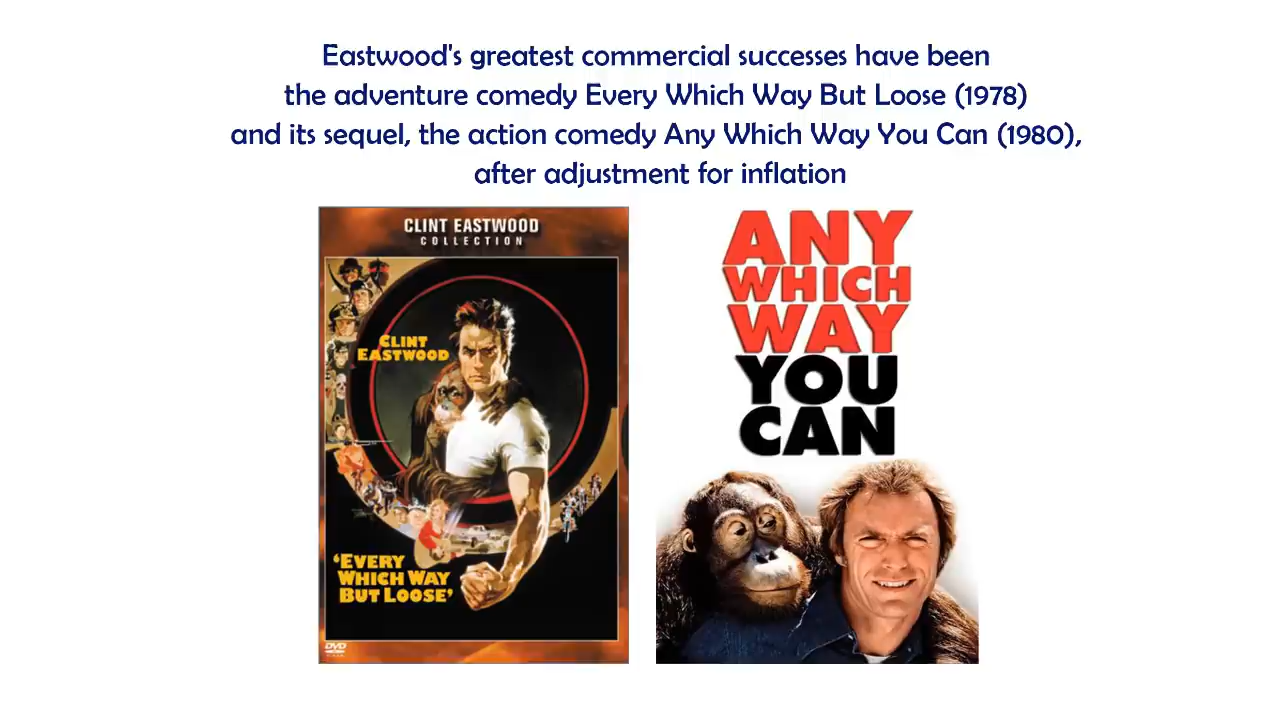 Eastwood's greatest commercial successes have been
the adventure comedy Every Which Way But Loose (1978)
and its sequel, the action comedy Any Which Way You Can (1980),
after adjustment for inflation
CLINT EASTWOOD
COLLECTION
CLINT
EASTWOOD
'EVERY
WHICH WAY
BUT LOOSE'
DVD
VIDEO
ANY
WHICH
WAY
YOU
CAN